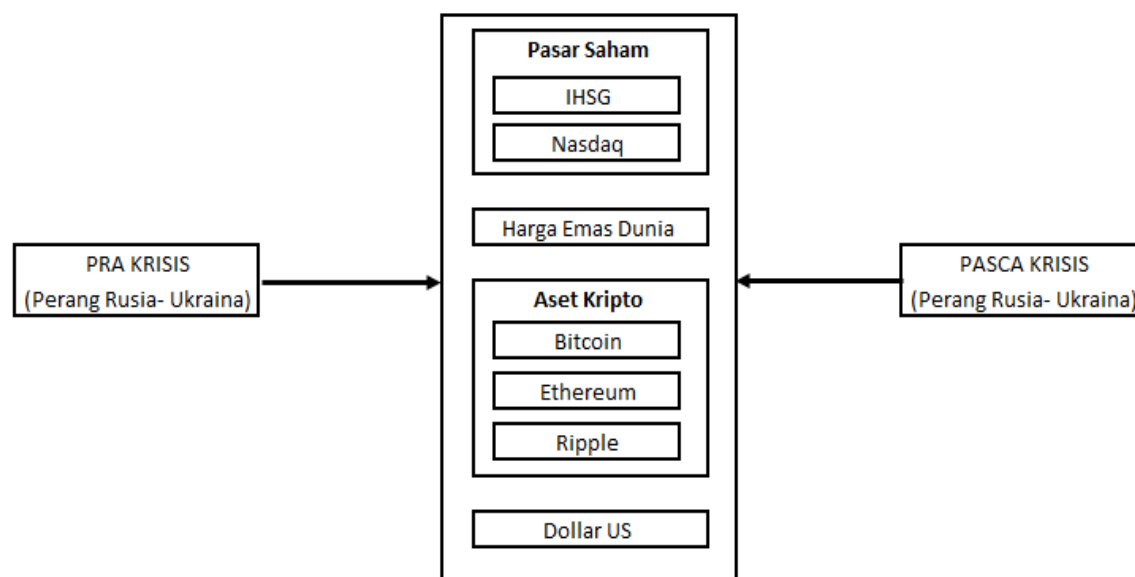 Pasar Saham
IHSG
Nasdaq
Harga Emas Dunia
PRA KRISIS
(Perang Rusia- Ukraina)
PASCA KRISIS
(Perang Rusia- Ukraina)
Aset Kripto
Bitcoin
Ethereum
Ripple
Dollar US